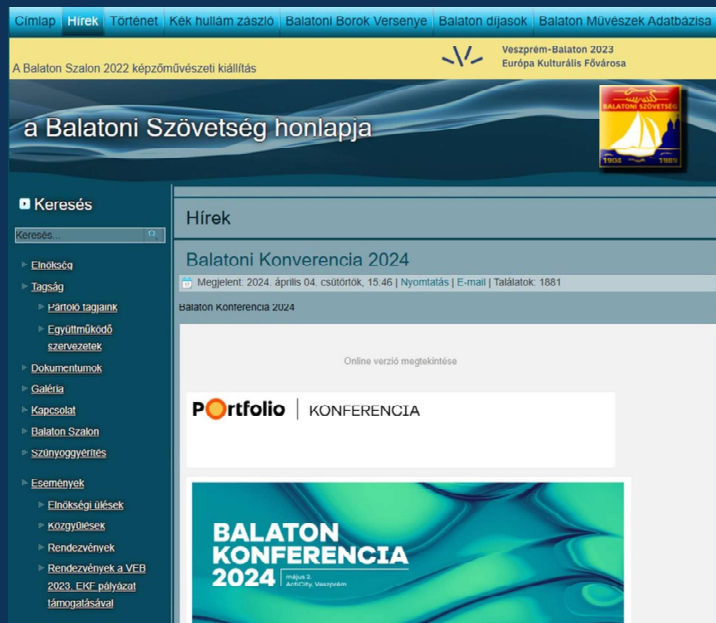 Címlap Hírek Történet Kék hullám zászló Balatoni Borok Versenye Balaton díjasok Balaton Művészek Adatbázisa
A Balaton Szalon 2022 képzőművészeti kiállítás
Veszprém-Balaton 2023
Európa Kulturális Fővárosa
a Balatoni Szövetség honlapja
BALATONI SZÖVETSÉG
1904 1989
Keresés
Keresés...
Elnökség
Tagság
Pártoló tagjaink
Együttműködő
szervezetek
Dokumentumok
Galéria
Kapcsolat
Balaton Szalon
Szúnyoggyérítés
Események
Elnökségi ülések
Közgyűlések
Rendezvények
Rendezvények a VEB
2023. EKF pályázat
támogatásával
Hírek
Balatoni Konverencia 2024
Megjelent: 2024. április 04. csütörtök, 15:46 | Nyomtatás | E-mail | Találatok: 1881
Balaton Konferencia 2024
Online verzió megtekintése
Portfolio | KONFERENCIA
BALATON
KONFERENCIA
2024
május 2.
ActiCity, Veszprém